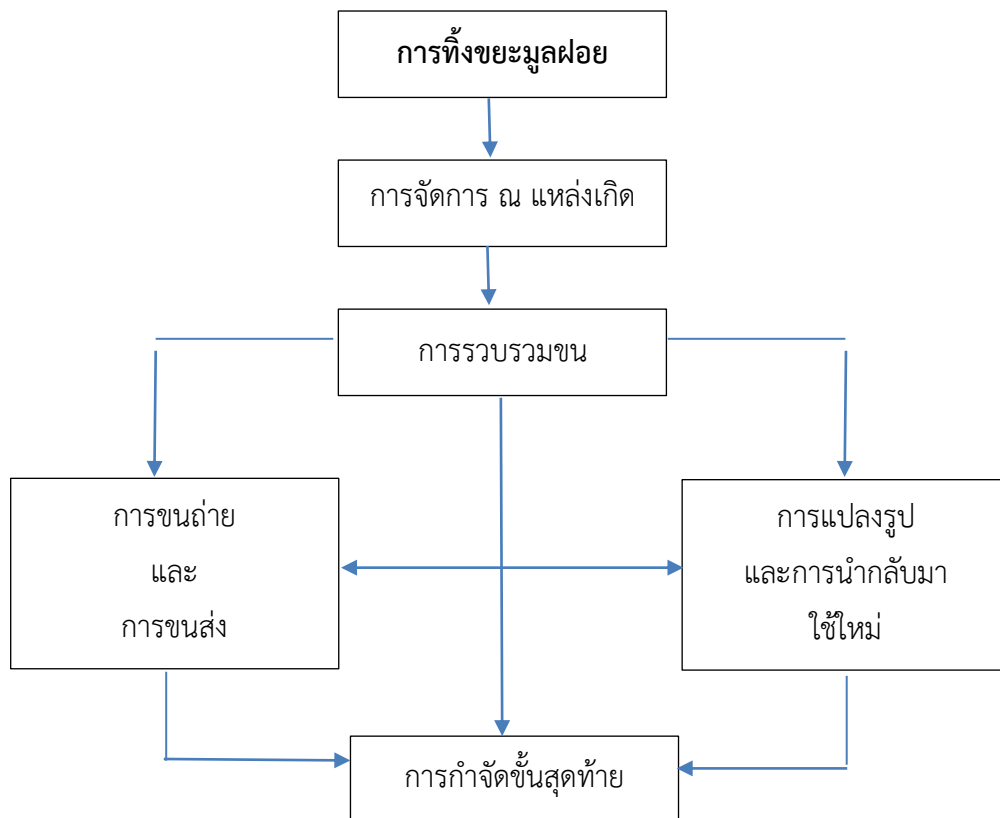 การทิ้งขยะมูลฝอย
การจัดการ ณ แหล่งเกิด
การรวบรวมขน
การขนถ่าย
และ
การขนส่ง
การแปลงรูป
และการนำกลับมา
ใช้ใหม่
การกำจัดขั้นสุดท้าย